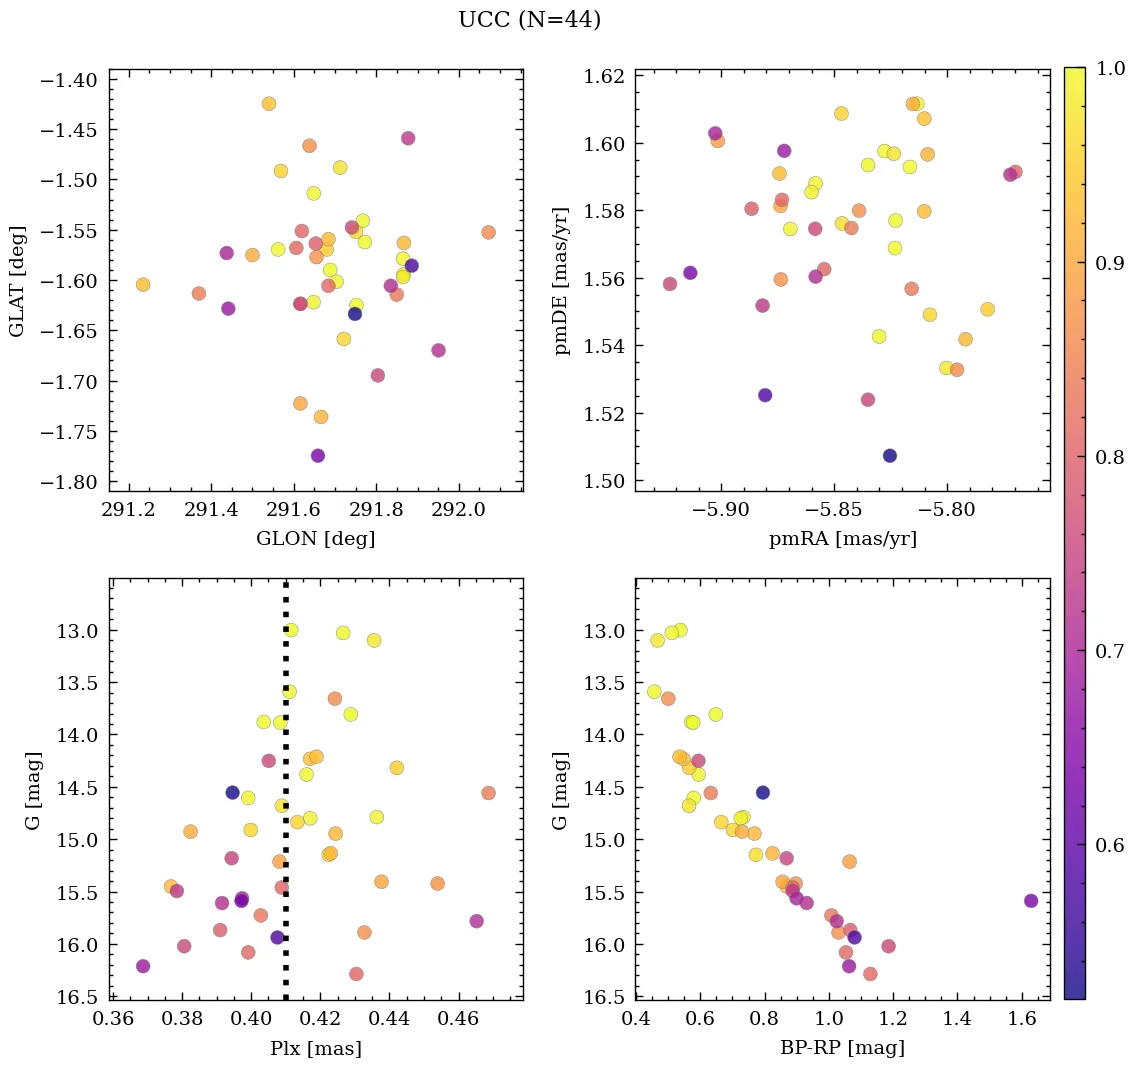 UCC (N=44)
−1.40
−1.45
−1.50
−1.55
−1.60
−1.65
−1.70
−1.75
−1.80
GLAT [deg]
291.2 291.4 291.6 291.8 292.0
GLON [deg]
1.62
1.60
1.58
1.56
1.54
1.52
1.50
pmDE [mas/yr]
−5.90 −5.85 −5.80
pmRA [mas/yr]
13.0
13.5
14.0
14.5
15.0
15.5
16.0
16.5
G [mag]
0.36 0.38 0.40 0.42 0.44 0.46
Plx [mas]
13.0
13.5
14.0
14.5
15.0
15.5
16.0
16.5
G [mag]
0.4 0.6 0.8 1.0 1.2 1.4 1.6
BP-RP [mag]
1.0
0.9
0.8
0.7
0.6